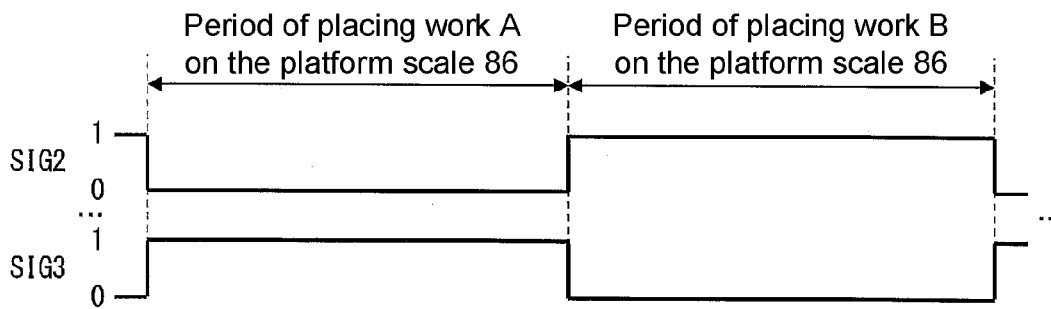 Period of placing work A
on the platform scale 86
Period of placing work B
on the platform scale 86
1
SIG2
0
...
..
1
SIG3
0